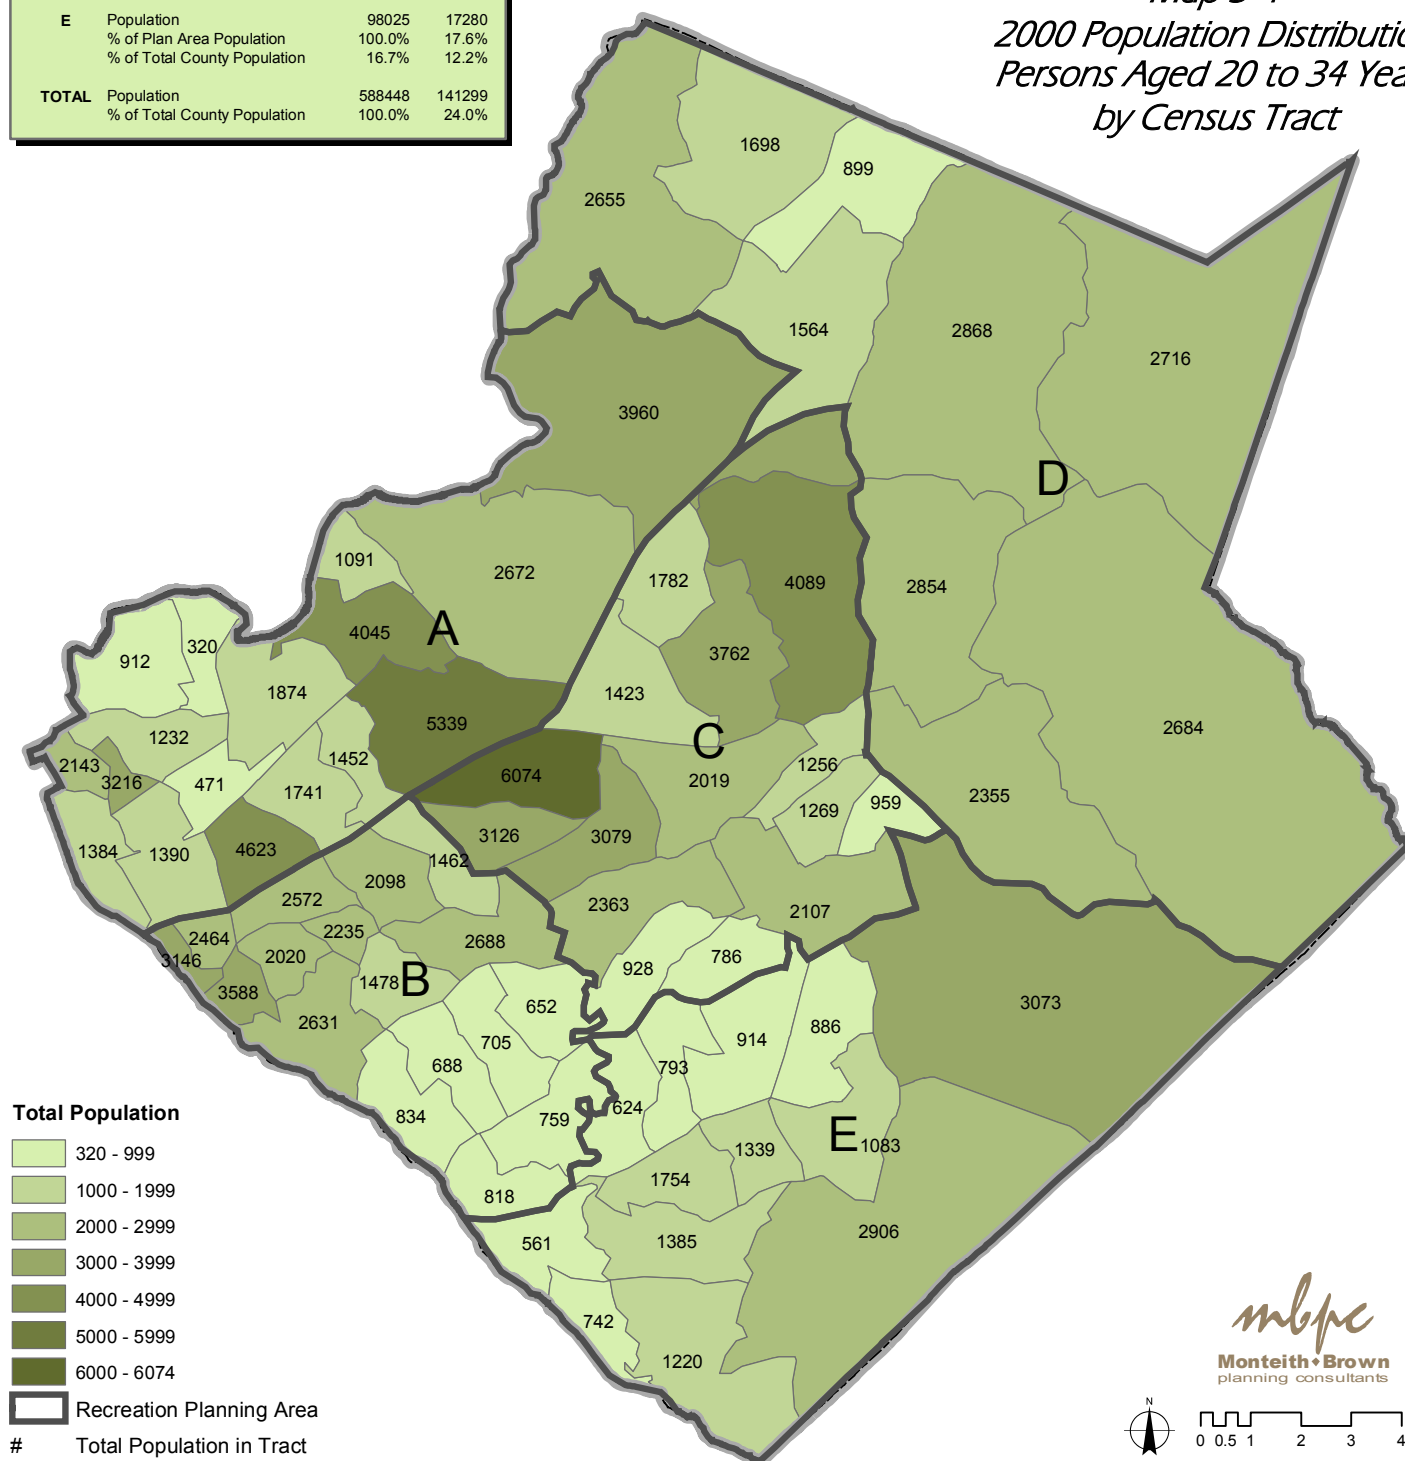 E Population 98025 17280
% of Plan Area Population 100.0% 17.6%
% of Total County Population 16.7% 12.2%
TOTAL Population 588448 141299
% of Total County Population 100.0% 24.0%
2000 Population Distributio
Persons Aged 20 to 34 Yea
by Census Tract
1698
899
2655
1564
2868
2716
3960
D
1091
2672
1782
4089
2854
4045
A
320
912
3762
1874
1423
5339
2684
1232
C
1452
2143
3216
471
1741
6074
2019
1256
2355
1269
959
3126
3079
4623
1384
1390
1462
2098
2572
2363
2107
2464
2235
2688
3146
2020
928
786
1478
B
3588
2631
652
3073
705
914
886
688
793
834
759
624
E
1083
1339
1754
818
561
1385
2906
742
1220
Total Population
320 - 999
1000 - 1999
2000 - 2999
3000 - 3999
4000 - 4999
5000 - 5999
6000 - 6074
Recreation Planning Area
# Total Population in Tract
mbpc
Monteith Brown
planning consultants
N
0 0.5 1 2 3 4